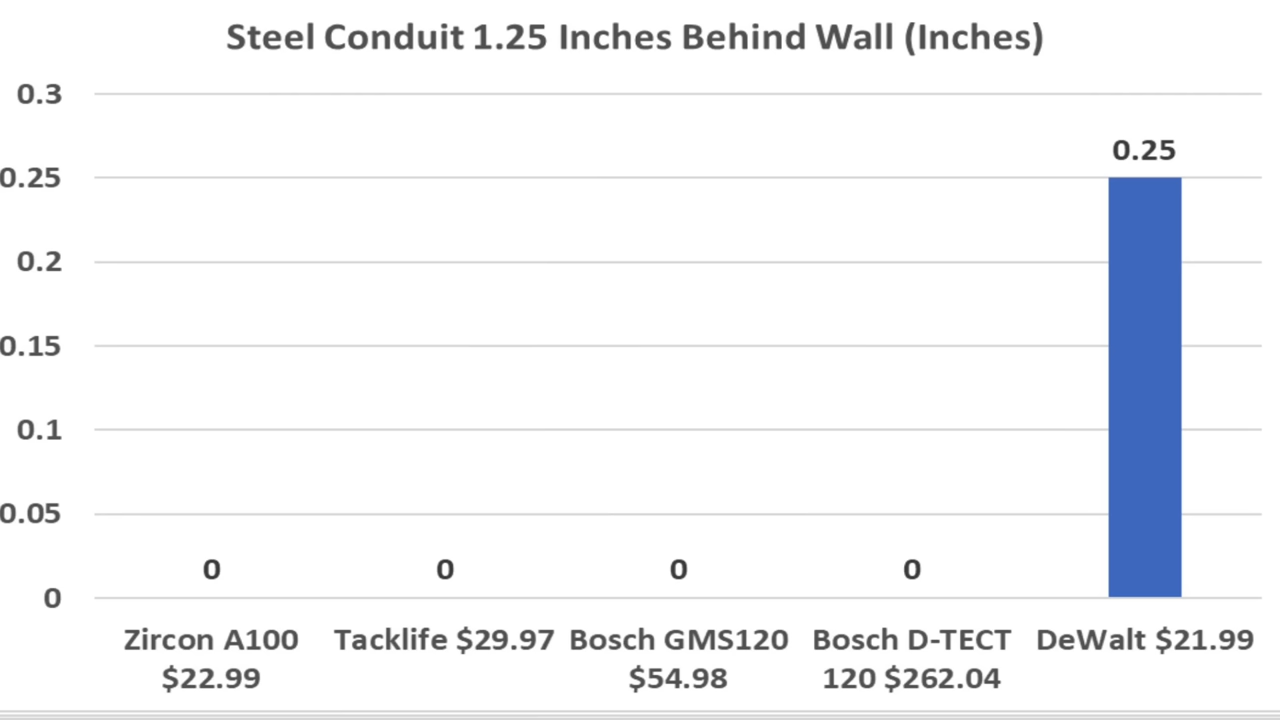 Steel Conduit 1.25 Inches Behind Wall (Inches)
0.3
0.25
0.2
0.15
0.1
0.05
0
0 0 0 0 0.25
Zircon A100 Tacklife $29.97 Bosch GMS120 Bosch D-TECT DeWalt $21.99
$22.99 $54.98 120 $262.04